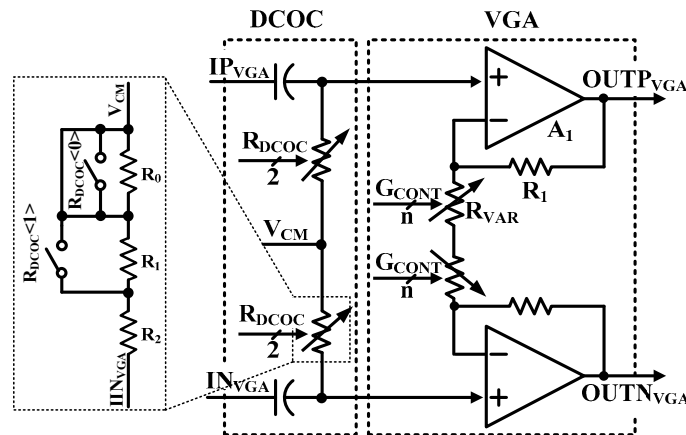 DCOC
VGA
IPVGA
OUTPVGA
VCM
A1
RDCOC<0>
R0
RDCOC
2
R1
GCONT
n
RVAR
RDCOC<1>
VCM
R1
GCONT
n
RDCOC
2
R2
IINVGA
INVGA
OUTNVGA